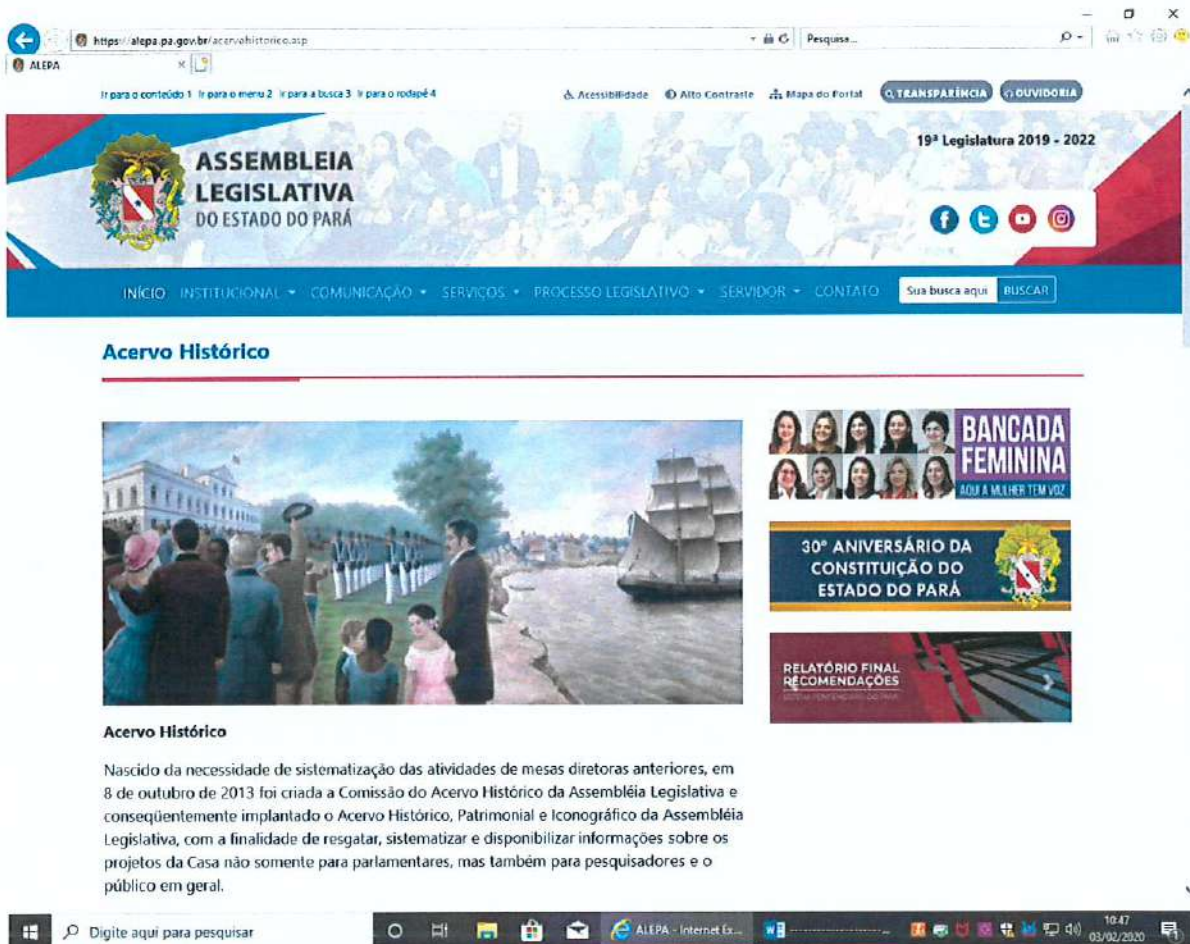 https://alepa.pa.gov.br/acervohistorico.asp
Pesquisa...
ALEPA
Ir para o conteúdo 1 Ir para o menu 2 Ir para a busca 3 Ir para o rodapé 4
Acessibilidade Alto Contraste Mapa do Portal TRANSPARÊNCIA OUVIDORIA
19ª Legislatura 2019 - 2022
ASSEMBLEIA
LEGISLATIVA
DO ESTADO DO PARÁ
INÍCIO INSTITUCIONAL COMUNICAÇÃO SERVIÇOS PROCESSO LEGISLATIVO SERVIDOR CONTATO Sua busca aqui BUSCAR
Acervo Histórico
BANCADA
FEMININA
AQUI A MULHER TEM VOZ
30º ANIVERSÁRIO DA
CONSTITUIÇÃO DO
ESTADO DO PARÁ
RELATÓRIO FINAL
RECOMENDAÇÕES
Acervo Histórico
Nascido da necessidade de sistematização das atividades de mesas diretoras anteriores, em
8 de outubro de 2013 foi criada a Comissão do Acervo Histórico da Assembléia Legislativa e
conseqüentemente implantado o Acervo Histórico, Patrimonial e Iconográfico da Assembléia
Legislativa, com a finalidade de resgatar, sistematizar e disponibilizar informações sobre os
projetos da Casa não somente para parlamentares, mas também para pesquisadores e o
público em geral.
Digite aqui para pesquisar
ALEPA - Internet Ex...
10:47
03/02/2020